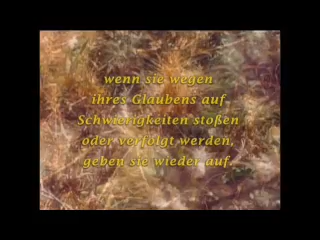 wenn sie wegen
ihres Glaubens auf
Schwierigkeiten stoßen
oder verfolgt werden,
geben sie wieder auf.